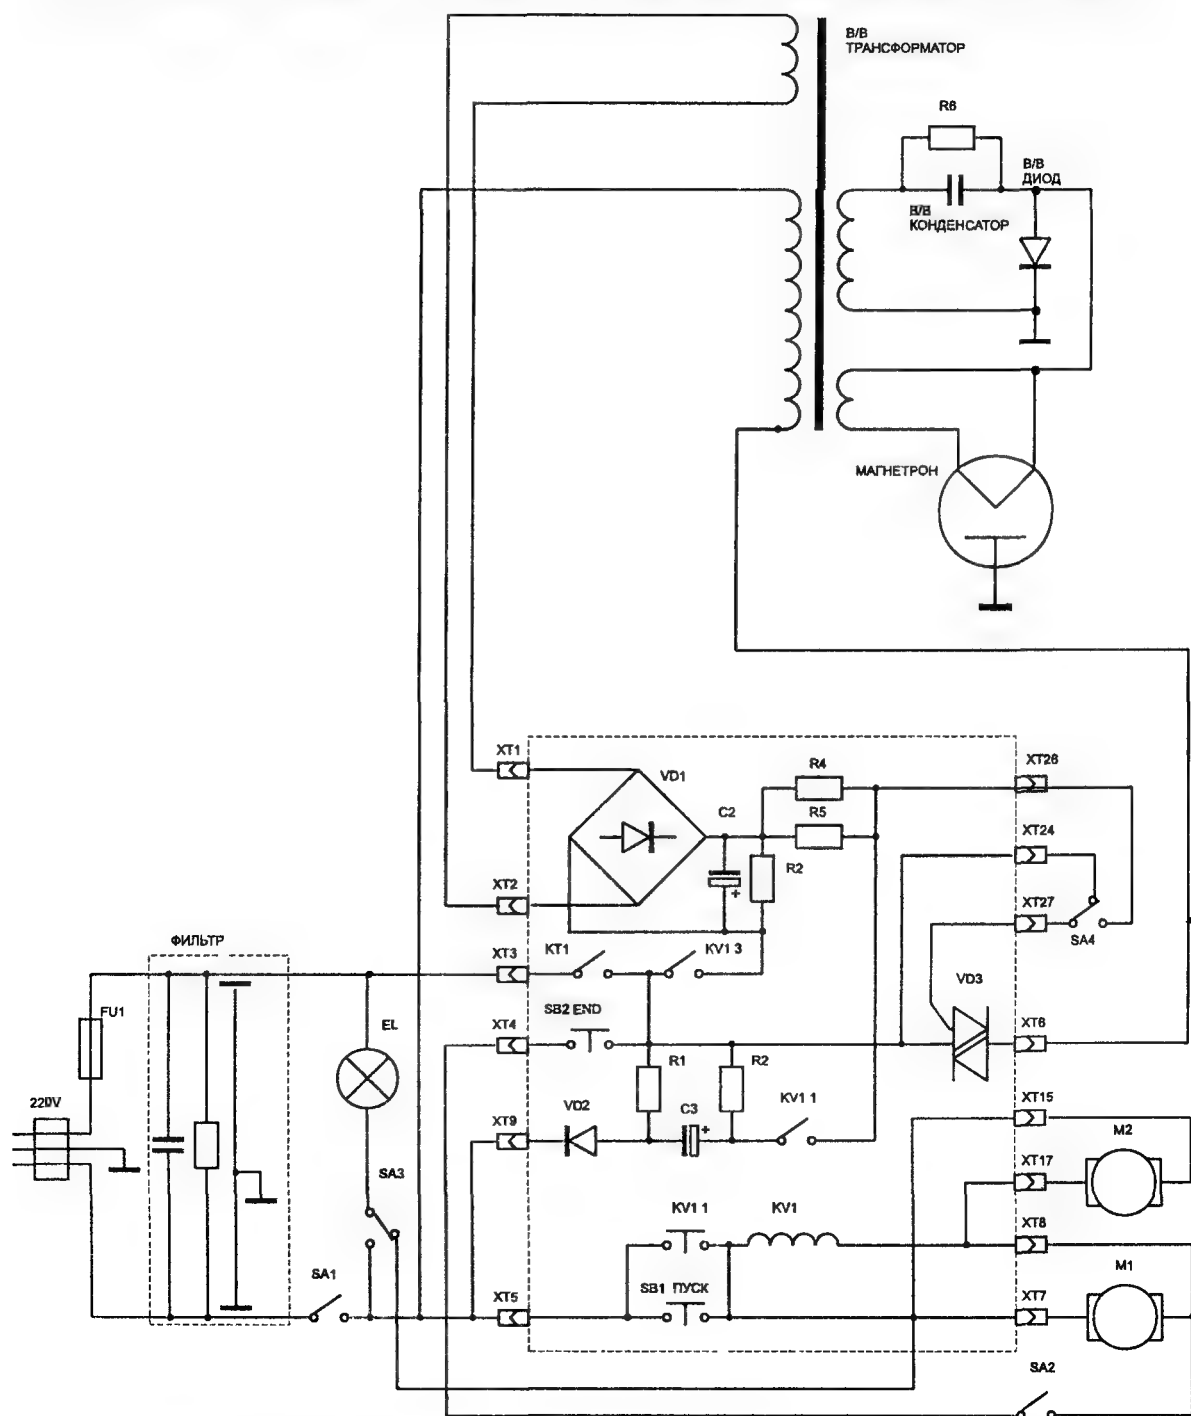 В/В
ТРАНСФОРМАТОР
R6
В/В
ДИОД
В/В
КОНДЕНСАТОР
МАГНЕТРОН
XT1
VD1
R4
XT26
C2
R5
XT24
XT2
R2
XT27
+
SA4
ФИЛЬТР
XT3
KT1
KV1 3
VD3
FU1
EL
XT4
SB2 END
XT6
R1
R2
220V
XT9
VD2
C3
+
KV1 1
XT15
M2
SA3
XT17
KV1 1
KV1
XT8
SA1
XT5
SB1 ПУСК
XT7
M1
SA2